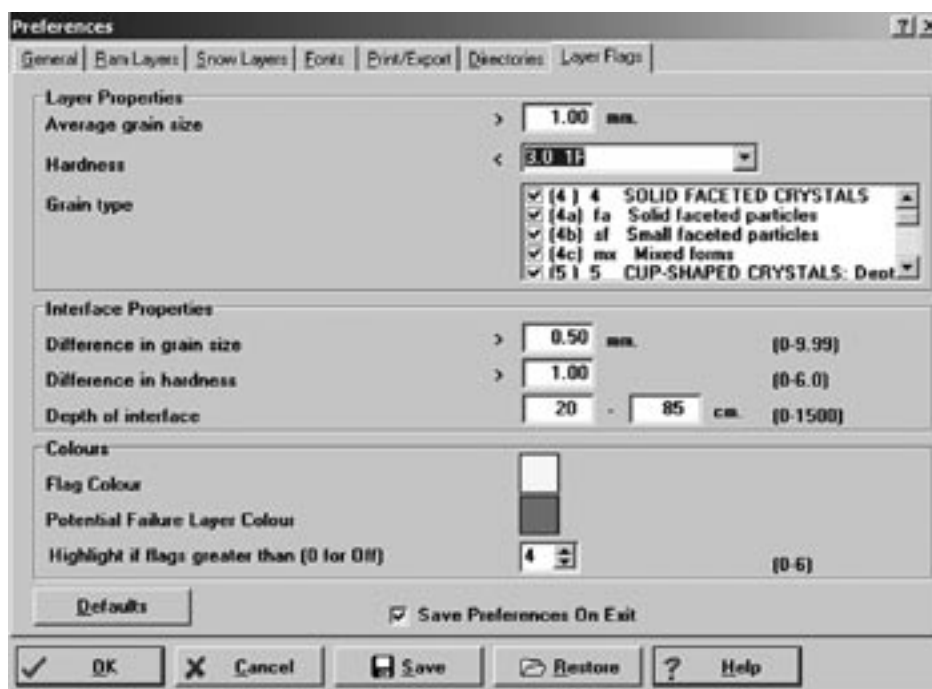 Preferences
General Ram Layers Snow Layers Fonts Print/Export Directories Layer Flags
Layer Properties
Average grain size > 1.00 mm.
Hardness < 3.0 1F
Grain type
(4 ) 4 SOLID FACETED CRYSTALS
(4a) fa Solid faceted particles
(4b) sf Small faceted particles
(4c) mx Mixed forms
(5 ) 5 CUP-SHAPED CRYSTALS: Dept
Interface Properties
Difference in grain size > 0.50 mm. (0-9.99)
Difference in hardness > 1.00 (0-6.0)
Depth of interface 20 - 85 cm. (0-1500)
Colours
Flag Colour
Potential Failure Layer Colour
Highlight if flags greater than (0 for Off) 4 (0-6)
Defaults Save Preferences On Exit
OK Cancel Save Restore ? Help